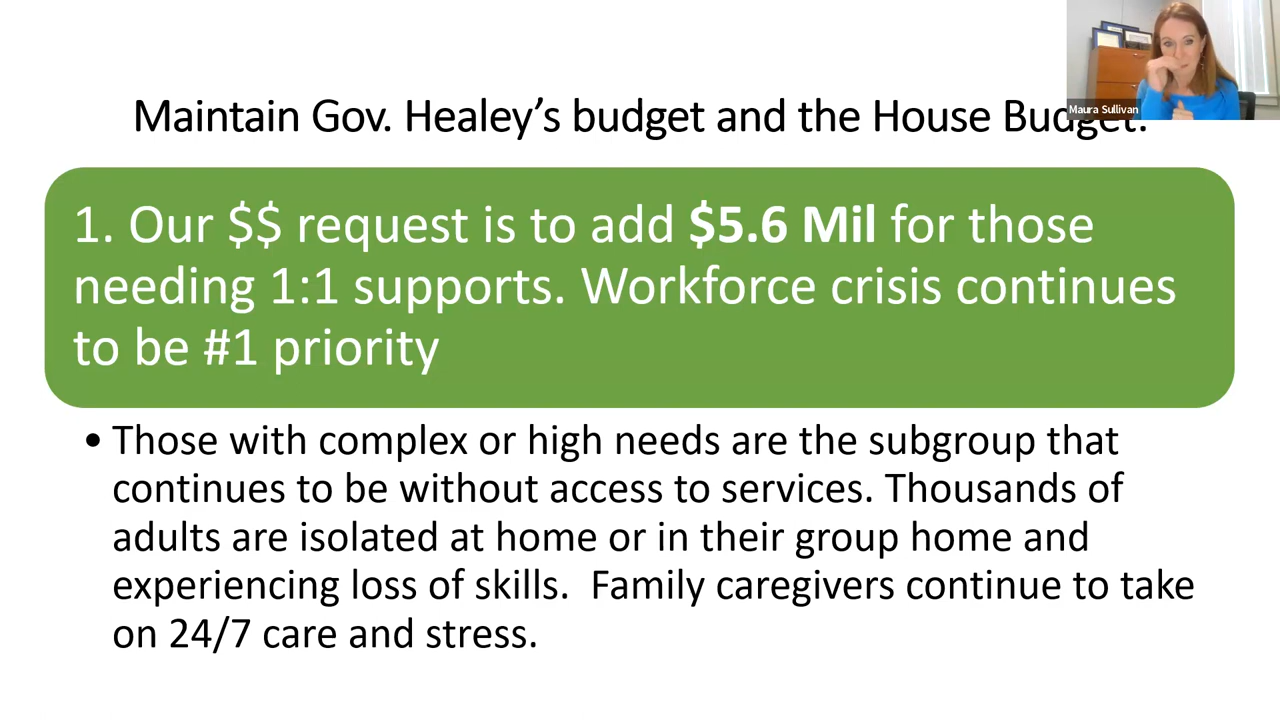 Maura Sullivan
Maintain Gov. Healey’s budget and the House Budget.
1. Our $$ request is to add $5.6 Mil for those
needing 1:1 supports. Workforce crisis continues
to be #1 priority
• Those with complex or high needs are the subgroup that
continues to be without access to services. Thousands of
adults are isolated at home or in their group home and
experiencing loss of skills.  Family caregivers continue to take
on 24/7 care and stress.